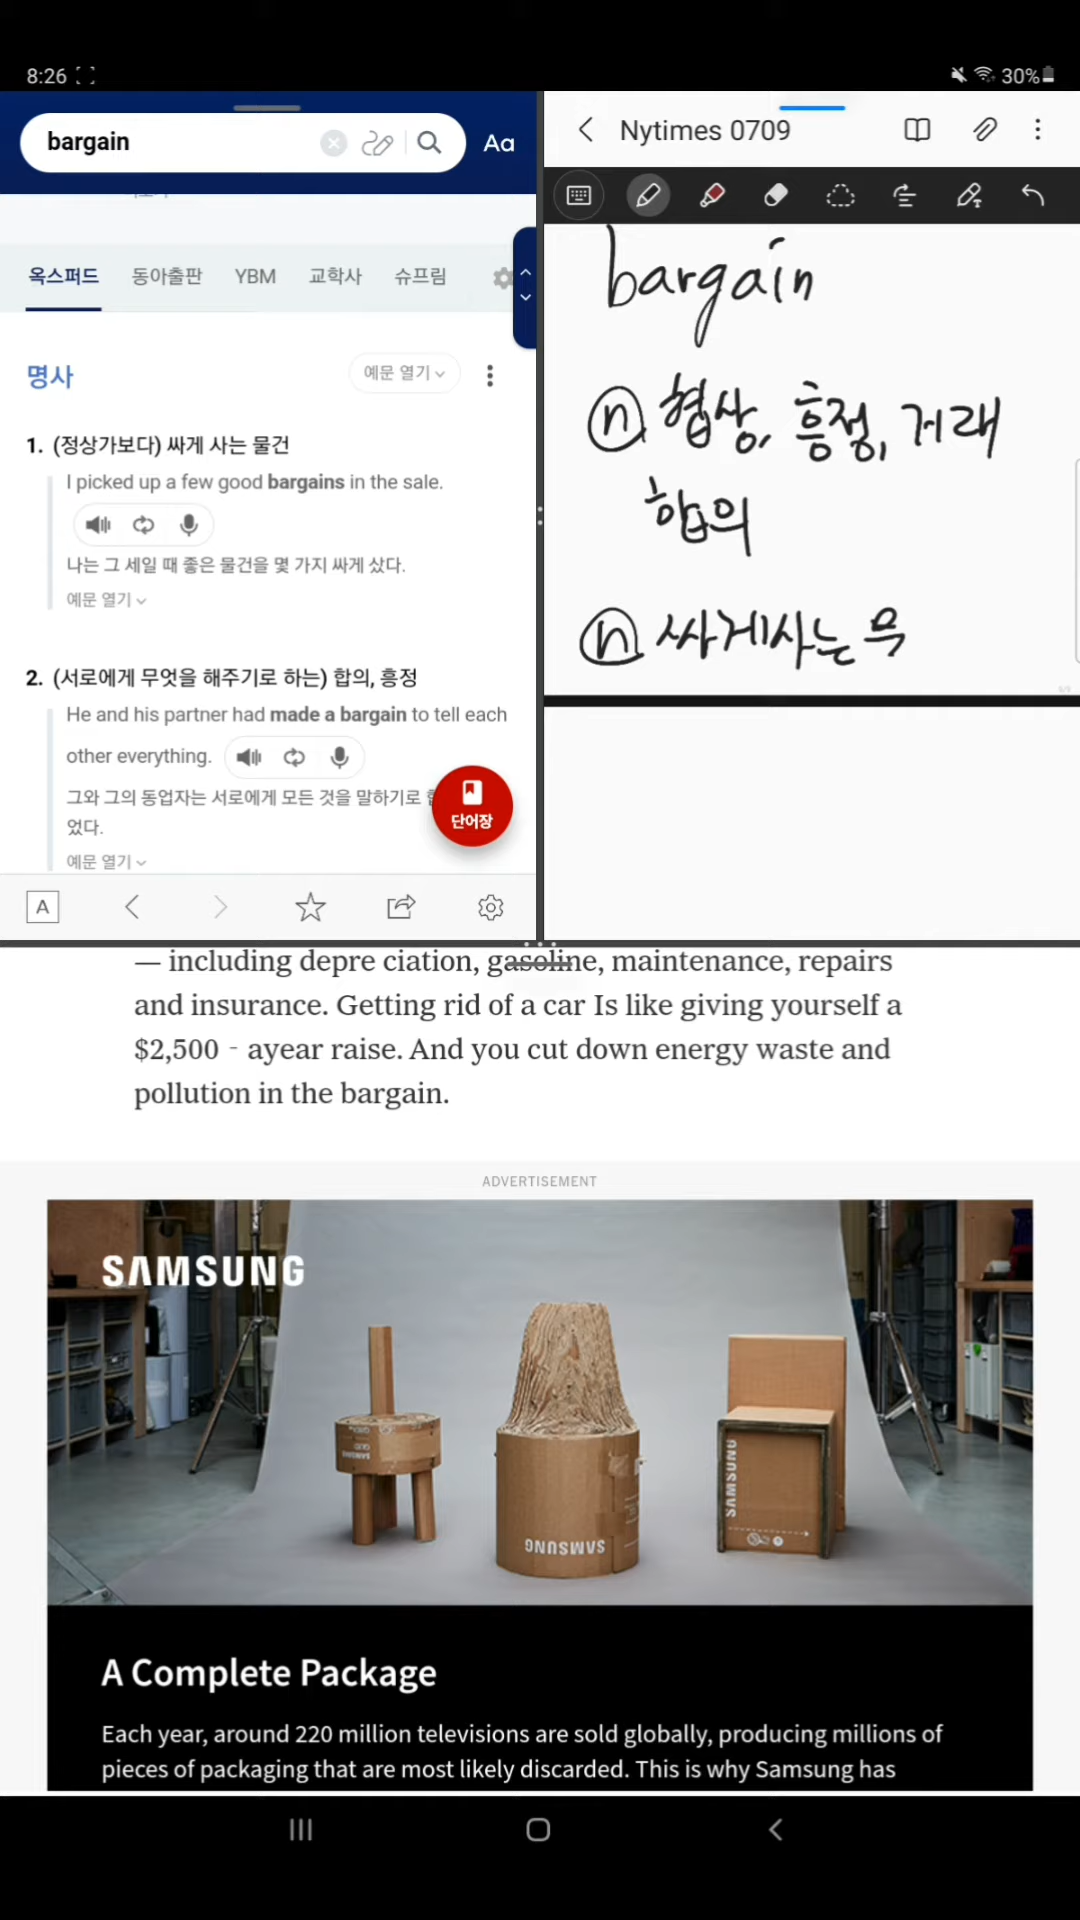 8:26
30%
bargain
Aa
옥스퍼드 동아출판 YBM 교학사 슈프림
명사
예문 열기
1. (정상가보다) 싸게 사는 물건
I picked up a few good bargains in the sale.
나는 그 세일 때 좋은 물건을 몇 가지 싸게 샀다.
예문 열기
2. (서로에게 무엇을 해주기로 하는) 합의, 흥정
He and his partner had made a bargain to tell each
other everything.
그와 그의 동업자는 서로에게 모든 것을 말하기로
었다.
예문 열기
단어장
A
Nytimes 0709
bargain
ⓝ 협상, 흥정, 거래
합의
ⓝ 싸게사는 무
— including depre ciation, gasoline, maintenance, repairs
and insurance. Getting rid of a car Is like giving yourself a
$2,500 - ayear raise. And you cut down energy waste and
pollution in the bargain.
ADVERTISEMENT
SAMSUNG
SAMSUNG
SAMSUNG
A Complete Package
Each year, around 220 million televisions are sold globally, producing millions of
pieces of packaging that are most likely discarded. This is why Samsung has